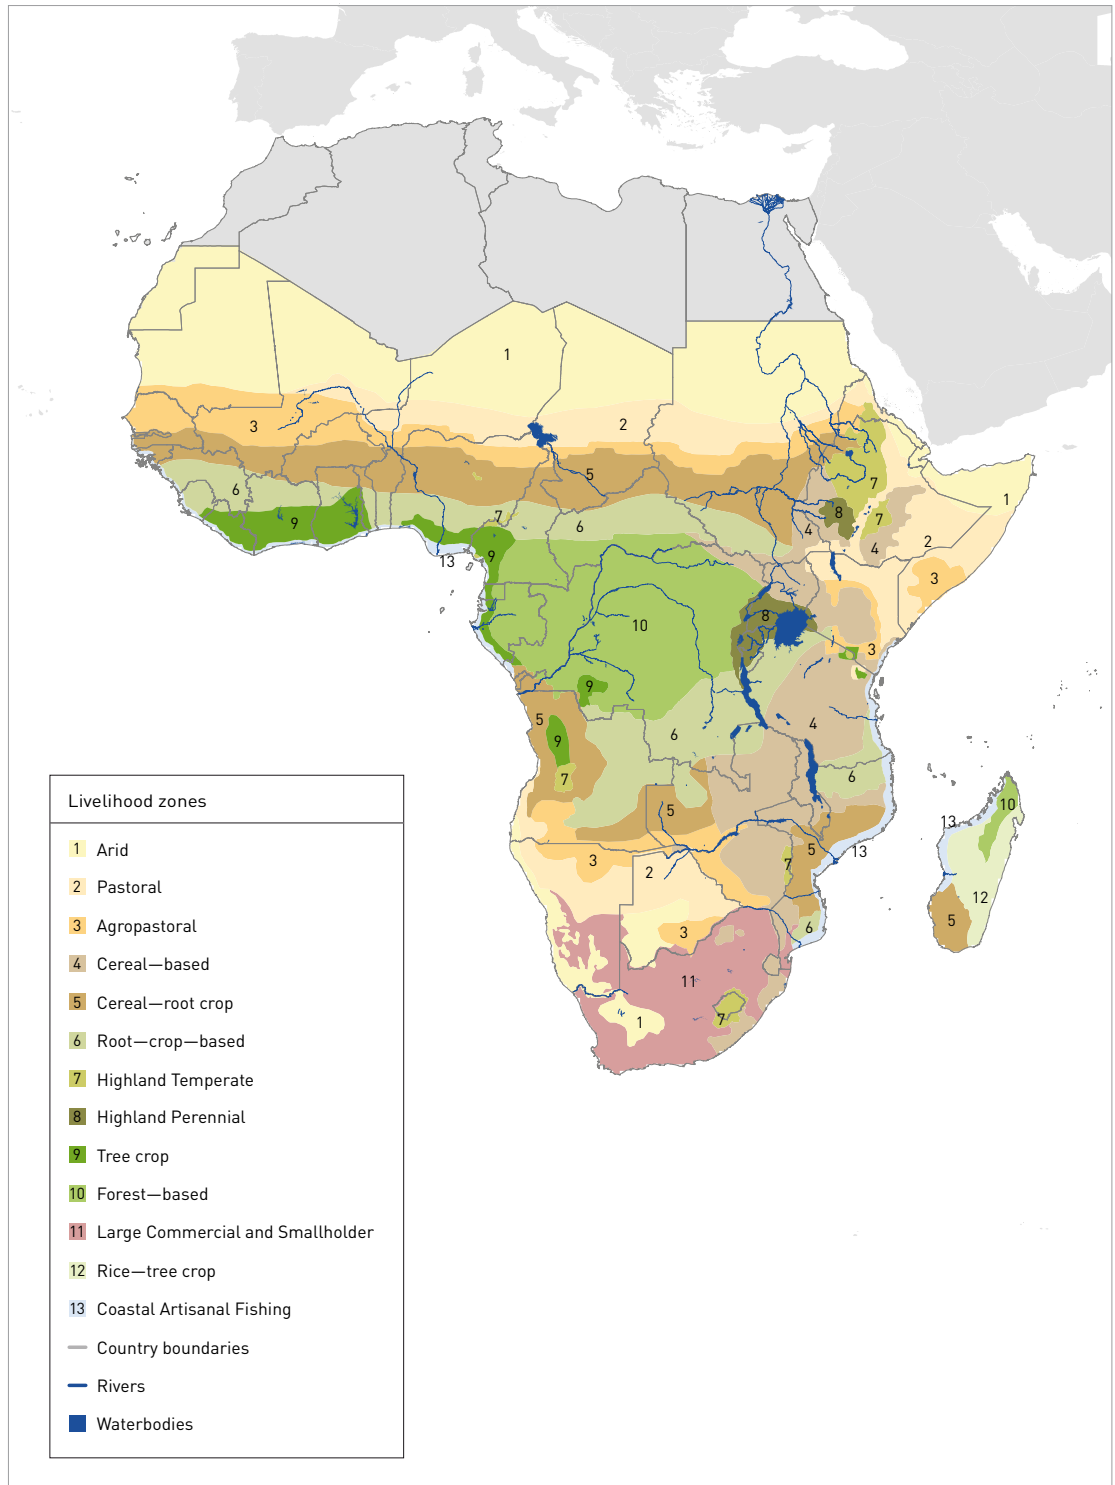 1
2
3
5
1
6
7
8
9
7
7
6
4
13
4
2
9
3
10
8
3
9
5
6
4
9
7
6
10
5
13
5
13
3
7
2
12
5
6
3
11
1
7
Livelihood zones
1 Arid
2 Pastoral
3 Agropastoral
4 Cereal—based
5 Cereal—root crop
6 Root—crop—based
7 Highland Temperate
8 Highland Perennial
9 Tree crop
10 Forest—based
11 Large Commercial and Smallholder
12 Rice—tree crop
13 Coastal Artisanal Fishing
Country boundaries
Rivers
Waterbodies